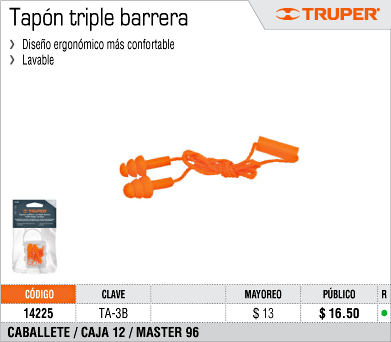 Tapón triple barrera
TRUPER®
› Diseño ergonómico más confortable
› Lavable
TRUPER
CÓDIGO CLAVE MAYOREO PÚBLICO R
14225 TA-3B $ 13 $ 16.50 ●
CABALLETE / CAJA 12 / MASTER 96